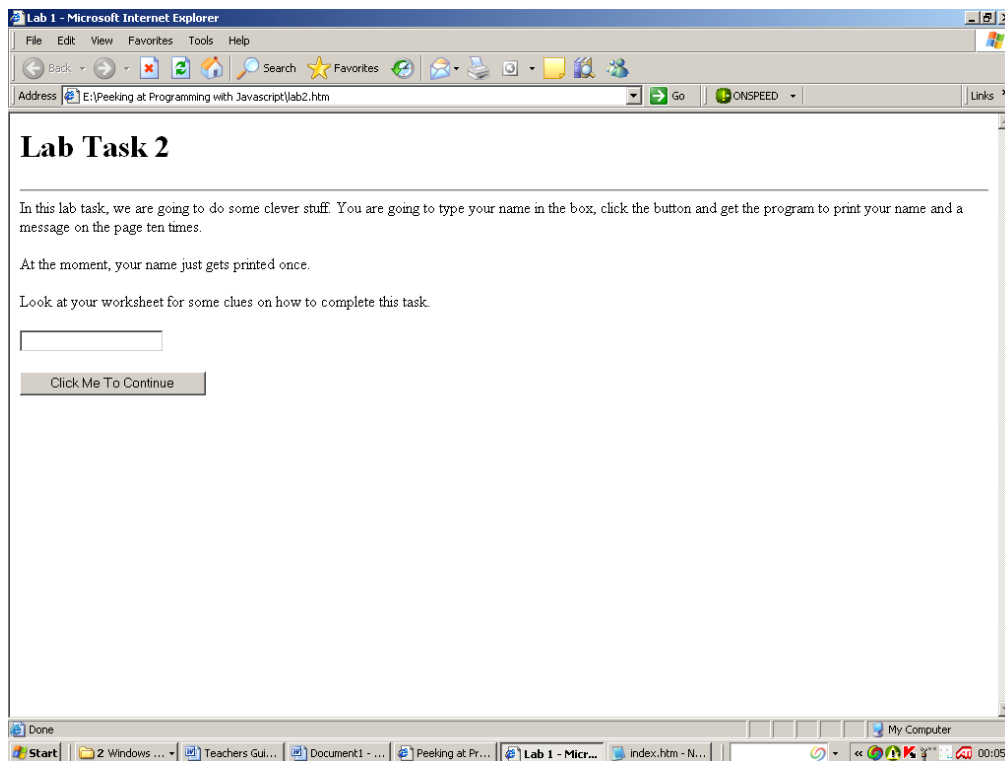 Lab 1 - Microsoft Internet Explorer
File Edit View Favorites Tools Help
Back Search Favorites
Address E:\Peeking at Programming with Javascript\lab2.htm Go ONSPEED Links
Lab Task 2
In this lab task, we are going to do some clever stuff. You are going to type your name in the box, click the button and get the program to print your name and a
message on the page ten times.
At the moment, your name just gets printed once.
Look at your worksheet for some clues on how to complete this task.
Click Me To Continue
Done My Computer
Start 2 Windows ... Teachers Gui... Document1 - ... Peeking at Pr... Lab 1 - Micr... index.htm - N... 00:05